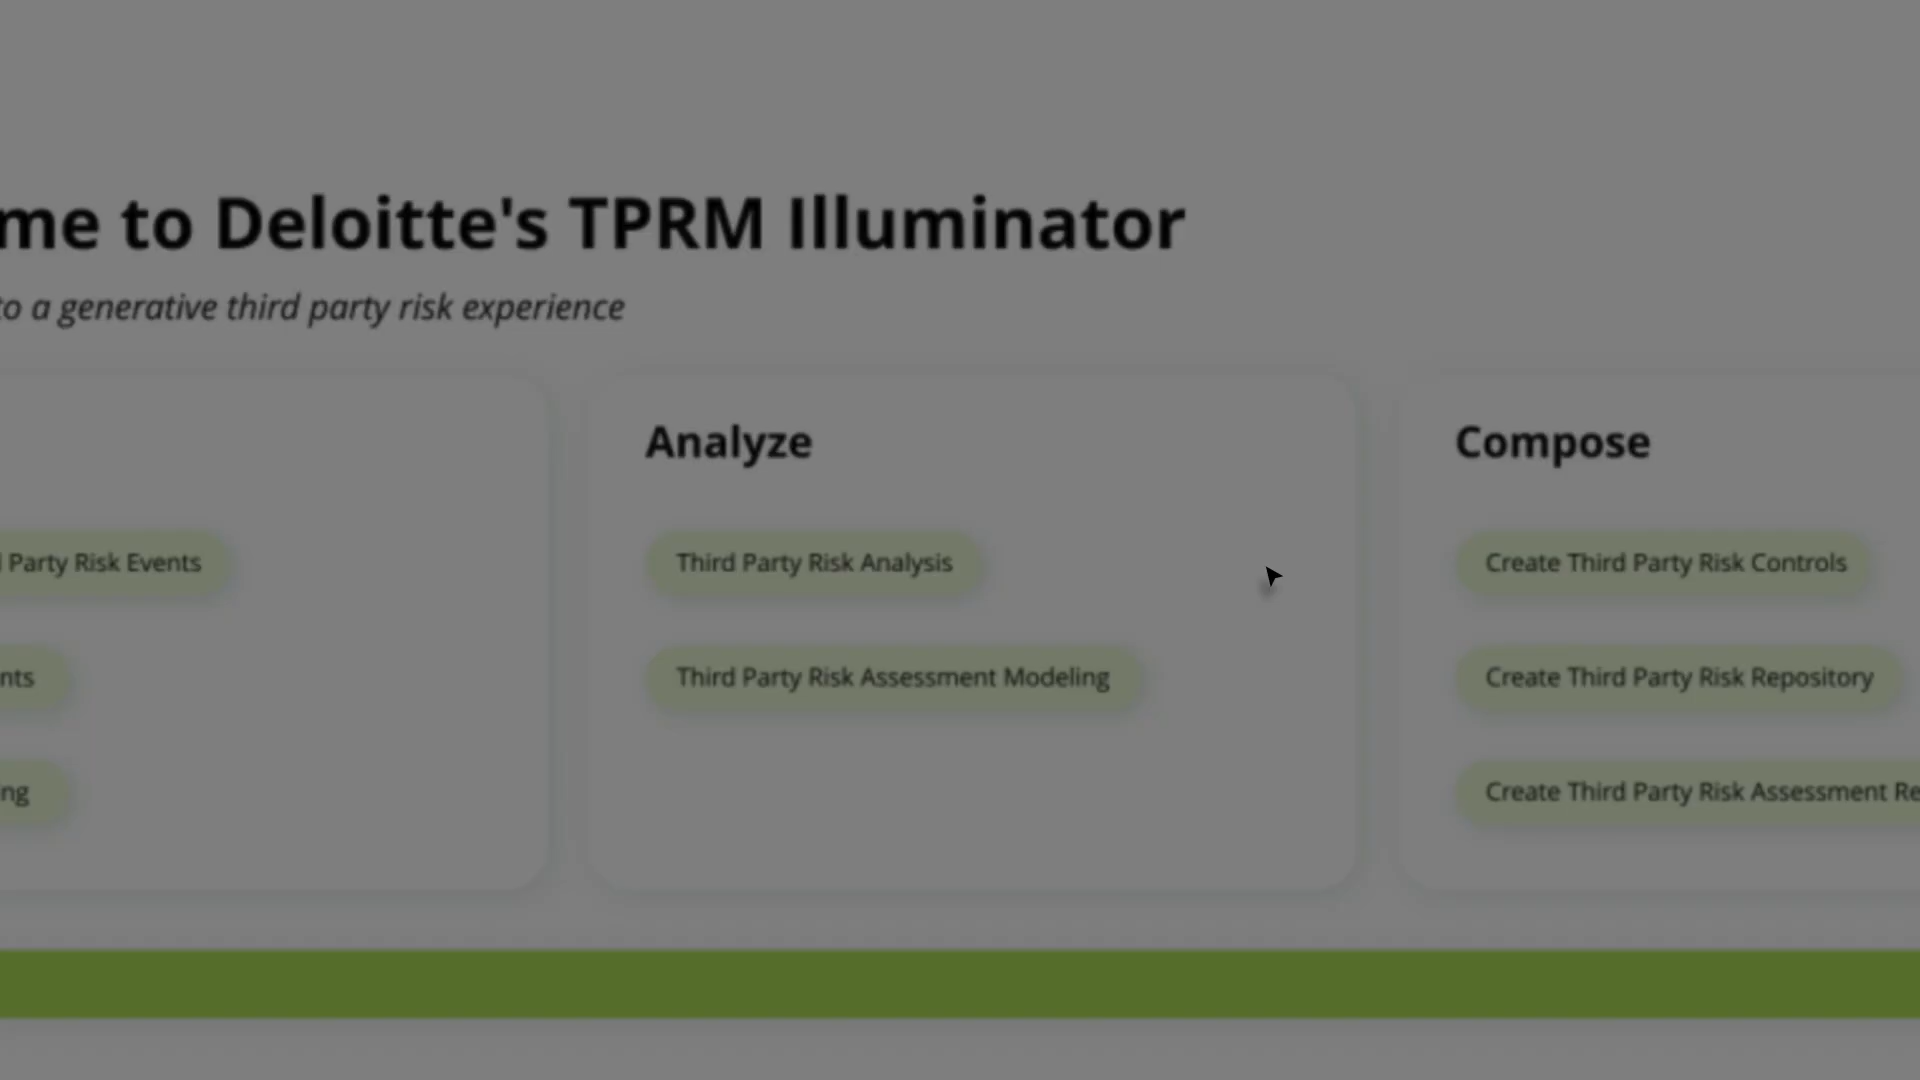 me to Deloitte's TPRM Illuminator
to a generative third party risk experience
Analyze
Compose
Party Risk Events
Third Party Risk Analysis
Create Third Party Risk Controls
nts
Third Party Risk Assessment Modeling
Create Third Party Risk Repository
ng
Create Third Party Risk Assessment Re